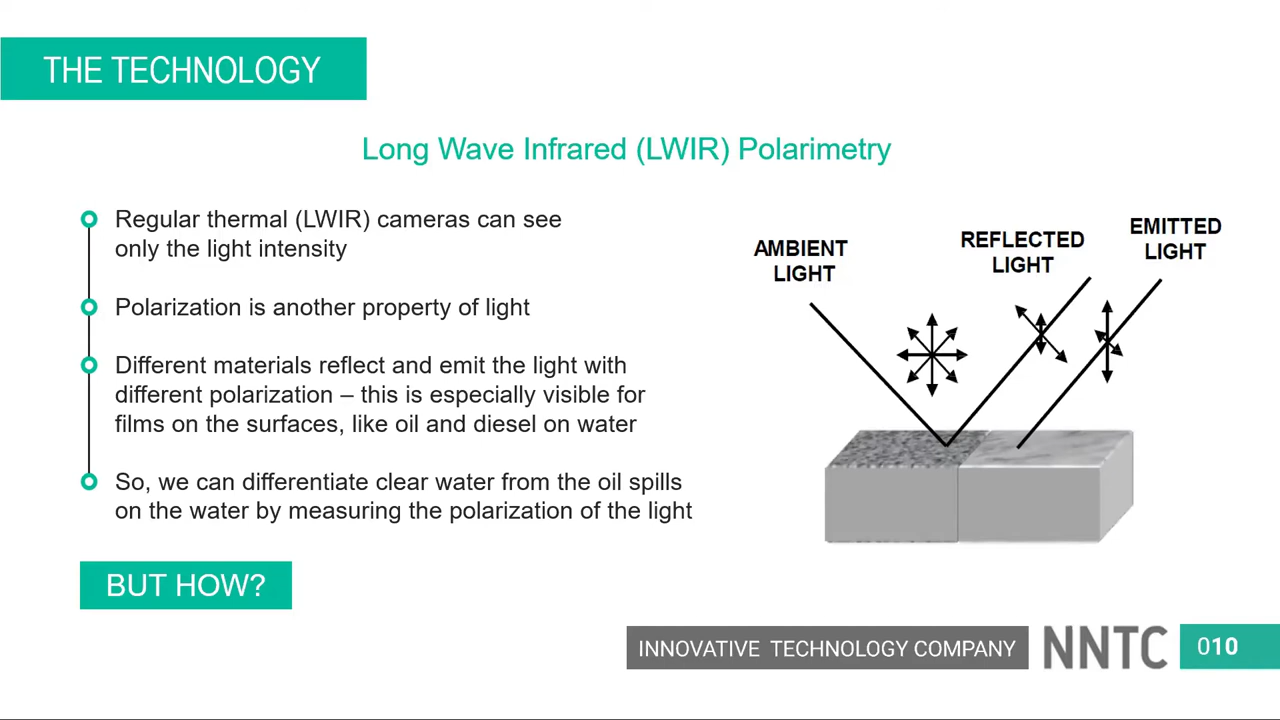 THE TECHNOLOGY
Long Wave Infrared (LWIR) Polarimetry
Regular thermal (LWIR) cameras can see
only the light intensity
Polarization is another property of light
Different materials reflect and emit the light with
different polarization – this is especially visible for
films on the surfaces, like oil and diesel on water
So, we can differentiate clear water from the oil spills
on the water by measuring the polarization of the light
BUT HOW?
AMBIENT
LIGHT
REFLECTED
LIGHT
EMITTED
LIGHT
INNOVATIVE TECHNOLOGY COMPANY
NNTC
010